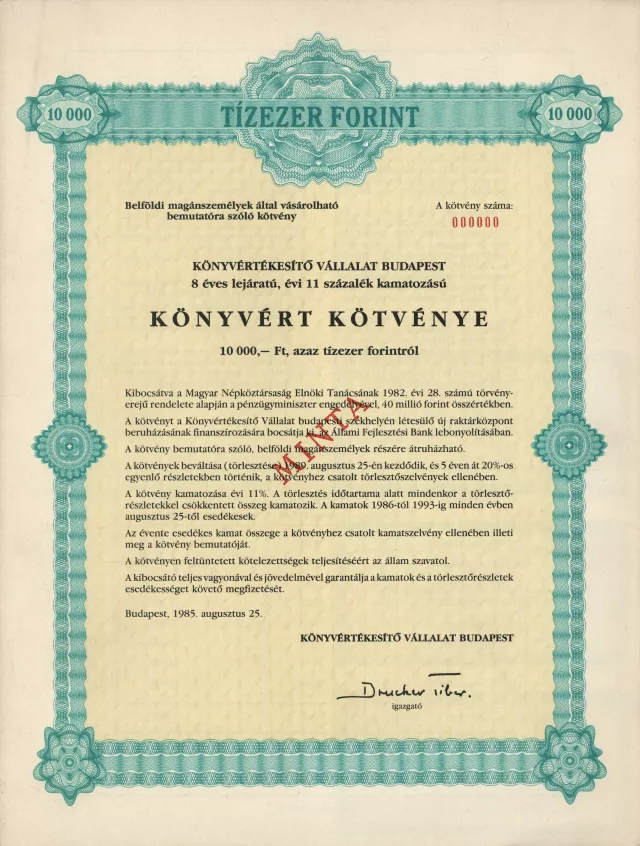 10 000
TÍZEZER FORINT
10 000
Belföldi magánszemélyek által vásárolható
bemutatóra szóló kötvény
A kötvény száma:
000000
KÖNYVÉRTÉKESÍTŐ VÁLLALAT BUDAPEST
8 éves lejáratú, évi 11 százalék kamatozású
KÖNYVÉRT KÖTVÉNYE
10 000,— Ft, azaz tízezer forintról
Kibocsátva a Magyar Népköztársaság Elnöki Tanácsának 1982. évi 28. számú törvény-
erejű rendelete alapján a pénzügyminiszter engedélyével, 40 millió forint összértékben.
A kötvényt a Könyvértékesítő Vállalat budapesti székhelyén létesülő új raktárközpont
beruházásának finanszírozására bocsátja ki, az Állami Fejlesztési Bank lebonyolításában.
A kötvény bemutatóra szóló, belföldi magánszemélyek részére átruházható.
A kötvények beváltása (törlesztése) 1989. augusztus 25-én kezdődik, és 5 éven át 20%-os
egyenlő részletekben történik, a kötvényhez csatolt törlesztőszelvények ellenében.
A kötvény kamatozása évi 11%. A törlesztés időtartama alatt mindenkor a törlesztő-
részletekkel csökkentett összeg kamatozik. A kamatok 1986-tól 1993-ig minden évben
augusztus 25-től esedékesek.
Az évente esedékes kamat összege a kötvényhez csatolt kamatszelvény ellenében illeti
meg a kötvény bemutatóját.
A kötvényen feltüntetett kötelezettségek teljesítéséért az állam szavatol.
A kibocsátó teljes vagyonával és jövedelmével garantálja a kamatok és a törlesztőrészletek
esedékességet követő megfizetését.
MINTA
Budapest, 1985. augusztus 25.
KÖNYVÉRTÉKESÍTŐ VÁLLALAT BUDAPEST
Drucker Tibor.
igazgató